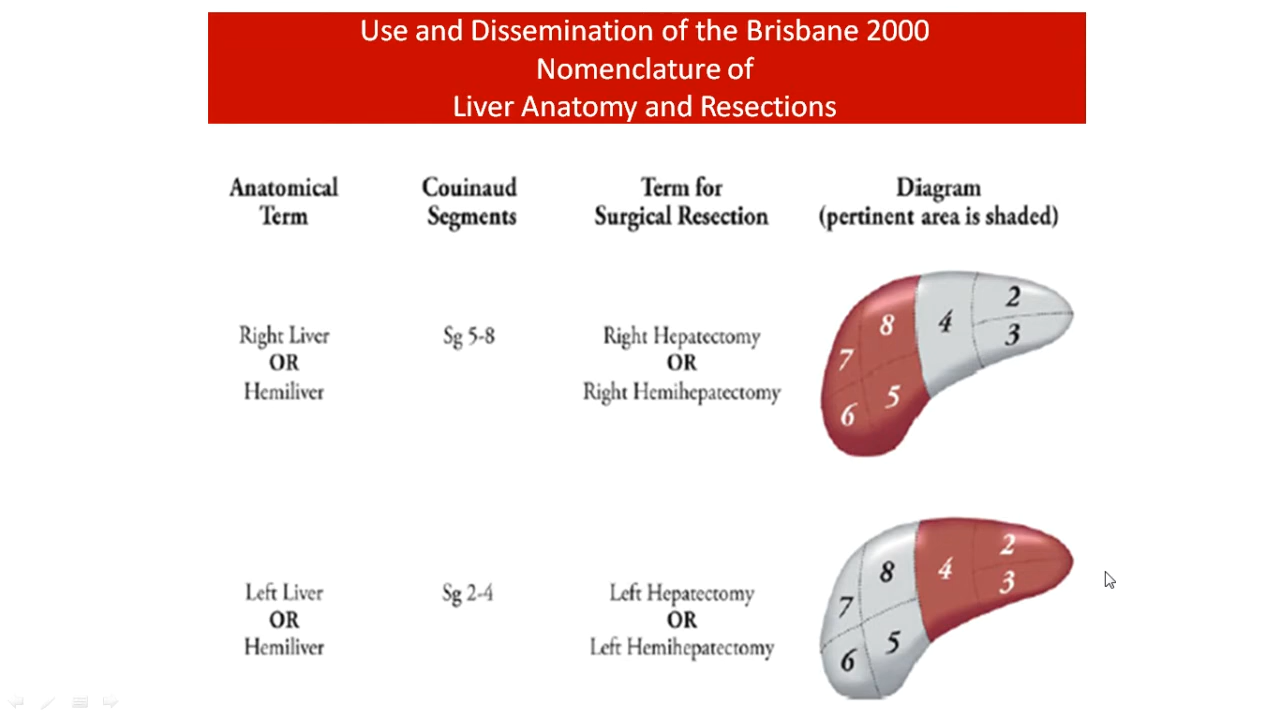 Use and Dissemination of the Brisbane 2000
Nomenclature of
Liver Anatomy and Resections
Anatomical
Term
Couinaud
Segments
Term for
Surgical Resection
Diagram
(pertinent area is shaded)
Right Liver
OR
Hemiliver
Sg 5-8
Right Hepatectomy
OR
Right Hemihepatectomy
2
8
4
3
7
5
6
Left Liver
OR
Hemiliver
Sg 2-4
Left Hepatectomy
OR
Left Hemihepatectomy
2
8
4
3
7
5
6